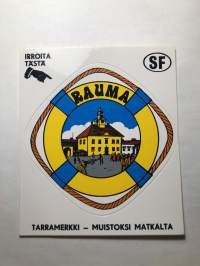 IRROITA
TÄSTÄ
SF
RAUMA
TARRAMERKKI – MUISTOKSI MATKALTA